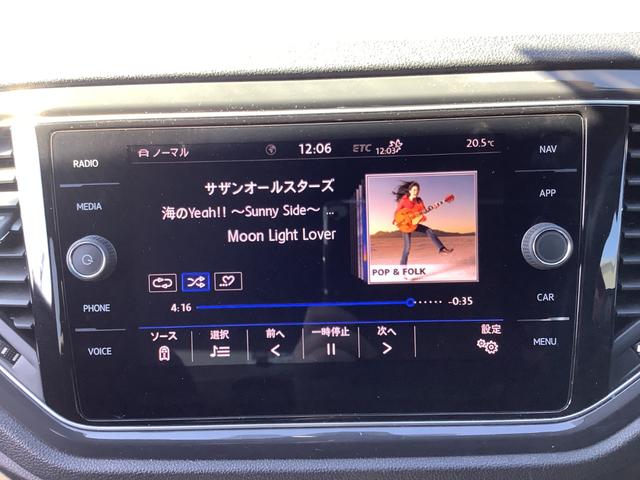 RADIO
MEDIA
PHONE
VOICE
ノーマル
12:06
ETC
12:03
20.5℃
サザンオールスターズ
海のYeah!! ～Sunny Side～ ...
Moon Light Lover
POP & FOLK
4:16
-0:35
ソース
選択
前へ
一時停止
次へ
設定
NAV
APP
CAR
MENU